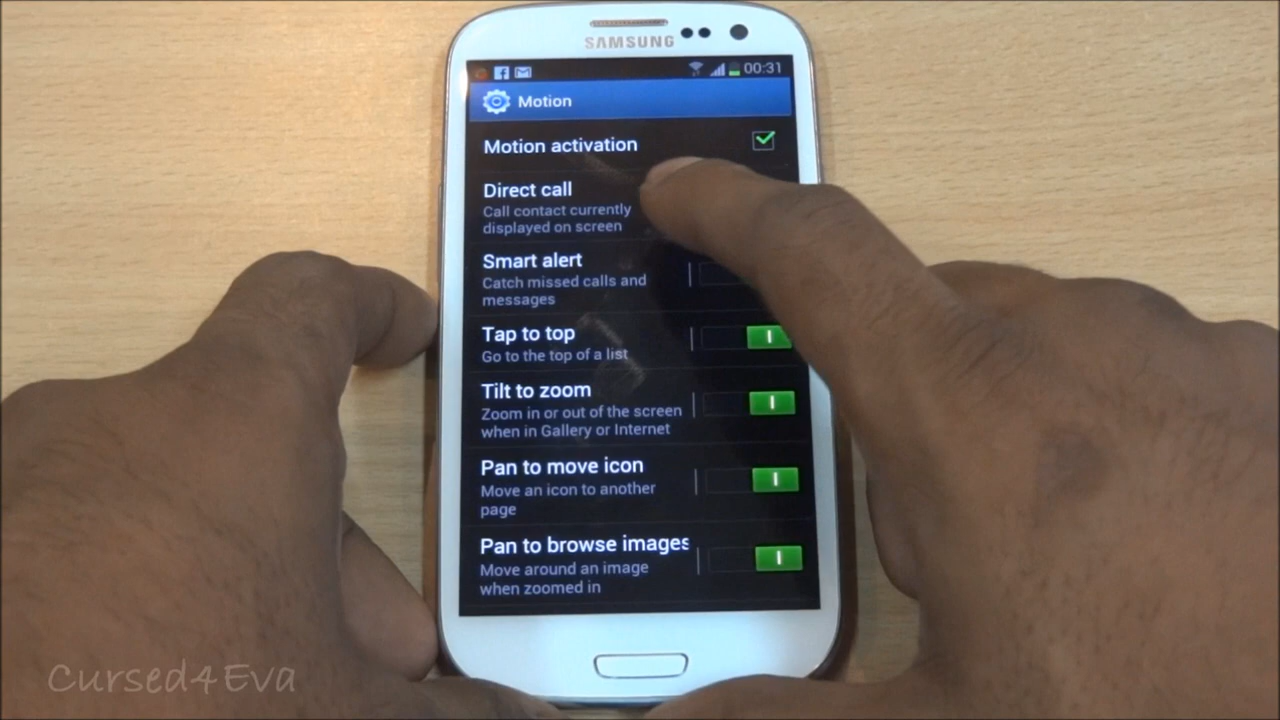 SAMSUNG
00:31
Motion
Motion activation
Direct call
Call contact currently
displayed on screen
Smart alert
Catch missed calls and
messages
Tap to top
Go to the top of a list
Tilt to zoom
Zoom in or out of the screen
when in Gallery or Internet
Pan to move icon
Move an icon to another
page
Pan to browse images
Move around an image
when zoomed in
Cursed4Eva